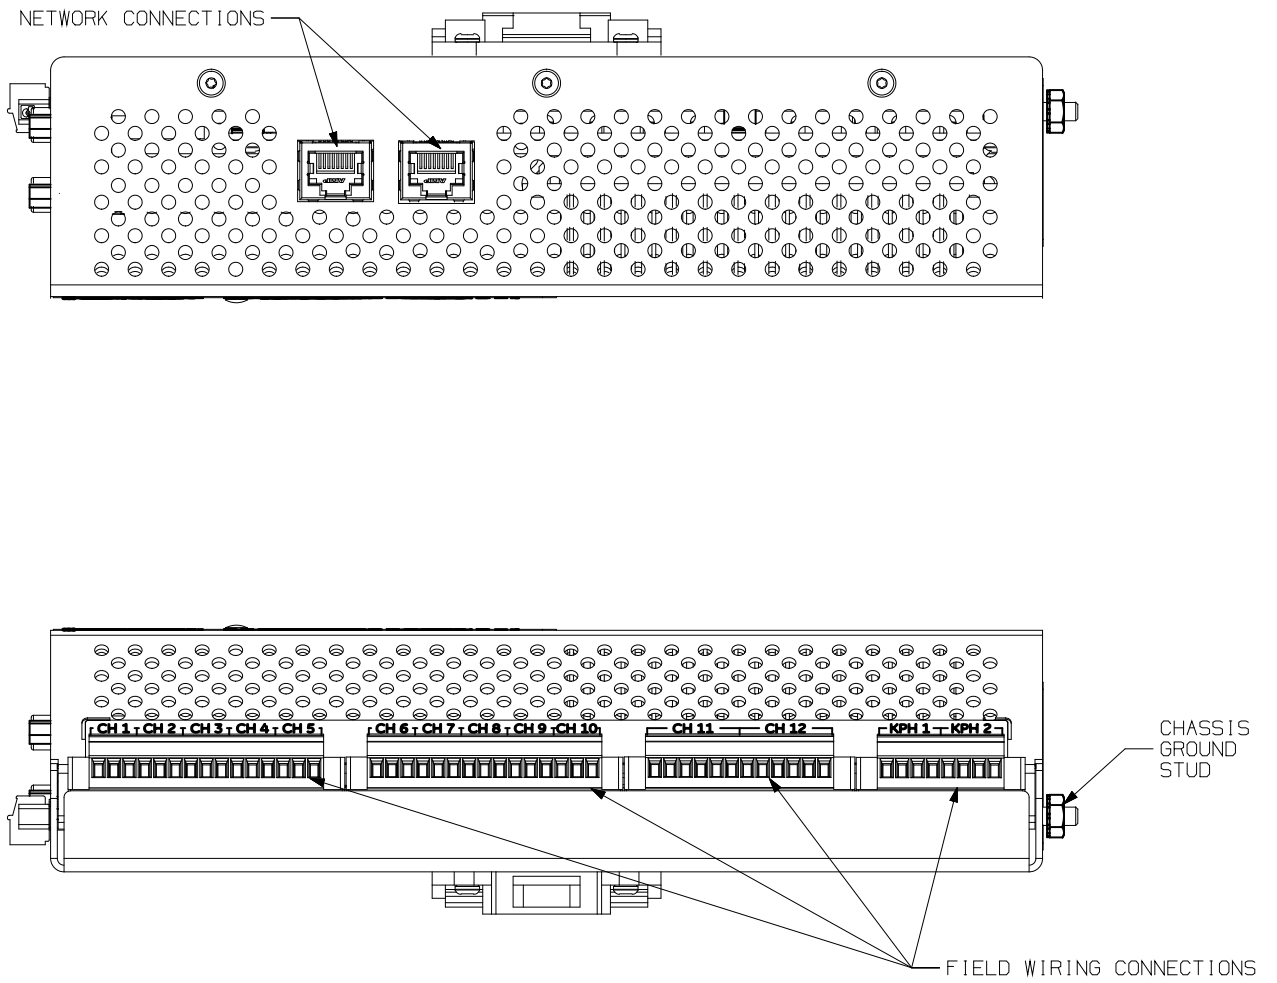 NETWORK CONNECTIONS
CH 1 CH 2 CH 3 CH 4 CH 5 CH 6 CH 7 CH 8 CH 9 CH 10 CH 11 CH 12 KPH 1 KPH 2
CHASSIS
GROUND
STUD
FIELD WIRING CONNECTIONS